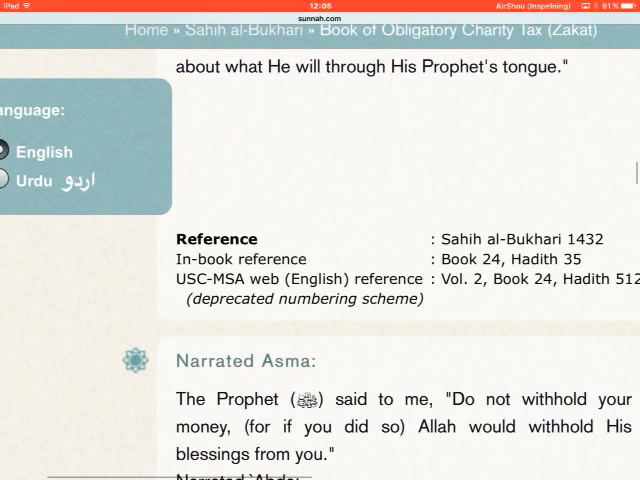 iPad 12:05 AirShou (Inspelning) 91 %
sunnah.com
Home » Sahih al-Bukhari » Book of Obligatory Charity Tax (Zakat)
about what He will through His Prophet's tongue."
anguage:
English
Urdu اردو
Reference : Sahih al-Bukhari 1432
In-book reference : Book 24, Hadith 35
USC-MSA web (English) reference : Vol. 2, Book 24, Hadith 512
(deprecated numbering scheme)
Narrated Asma:
The Prophet (ﷺ) said to me, "Do not withhold your
money, (for if you did so) Allah would withhold His
blessings from you."
Narrated `Abda: